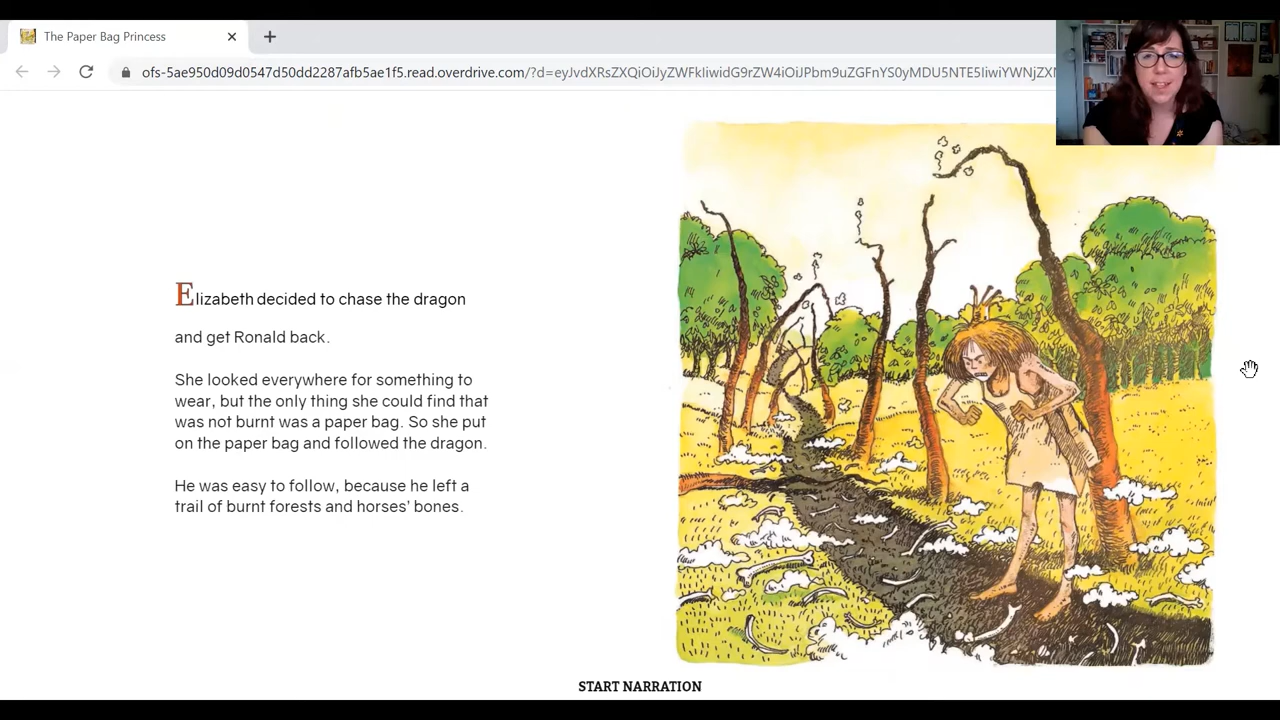 The Paper Bag Princess
ofs-5ae950d09d0547d50dd2287afb5ae1f5.read.overdrive.com/?d=eyJvdXRsZXQiOiJyZWFkIiwidG9rZW4iOiJPbm9uZGFnYS0yMDU5NTE5IiwiYWNjZXN
Elizabeth decided to chase the dragon
and get Ronald back.
She looked everywhere for something to
wear, but the only thing she could find that
was not burnt was a paper bag. So she put
on the paper bag and followed the dragon.
He was easy to follow, because he left a
trail of burnt forests and horses’ bones.
START NARRATION